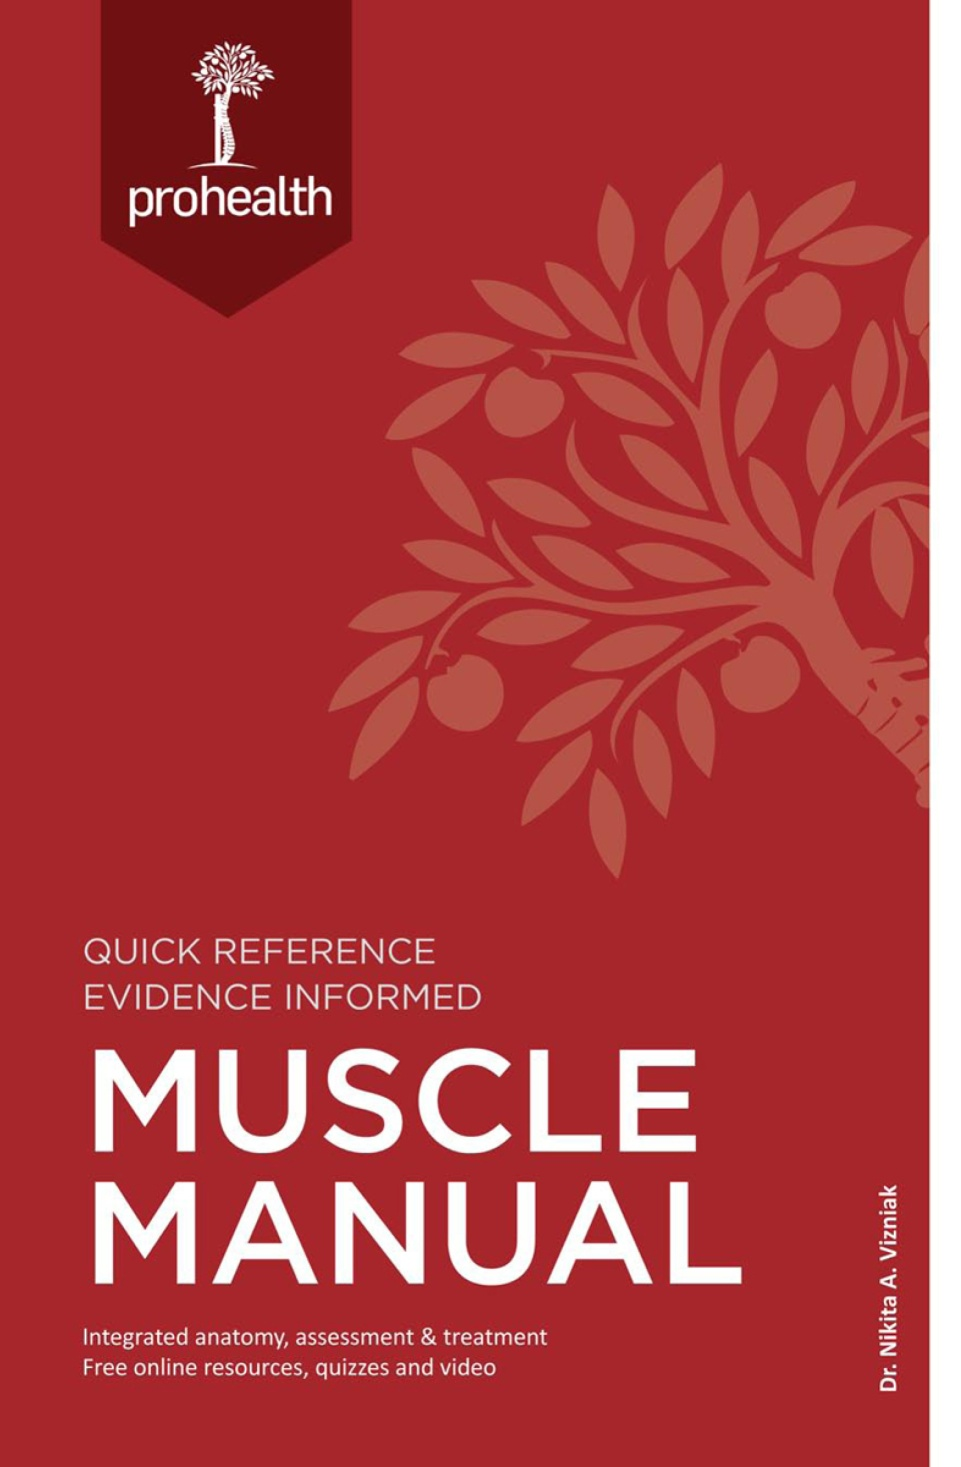 prohealth
QUICK REFERENCE
EVIDENCE INFORMED
MUSCLE
MANUAL
Integrated anatomy, assessment & treatment
Free online resources, quizzes and video
Dr. Nikita A. Vizniak